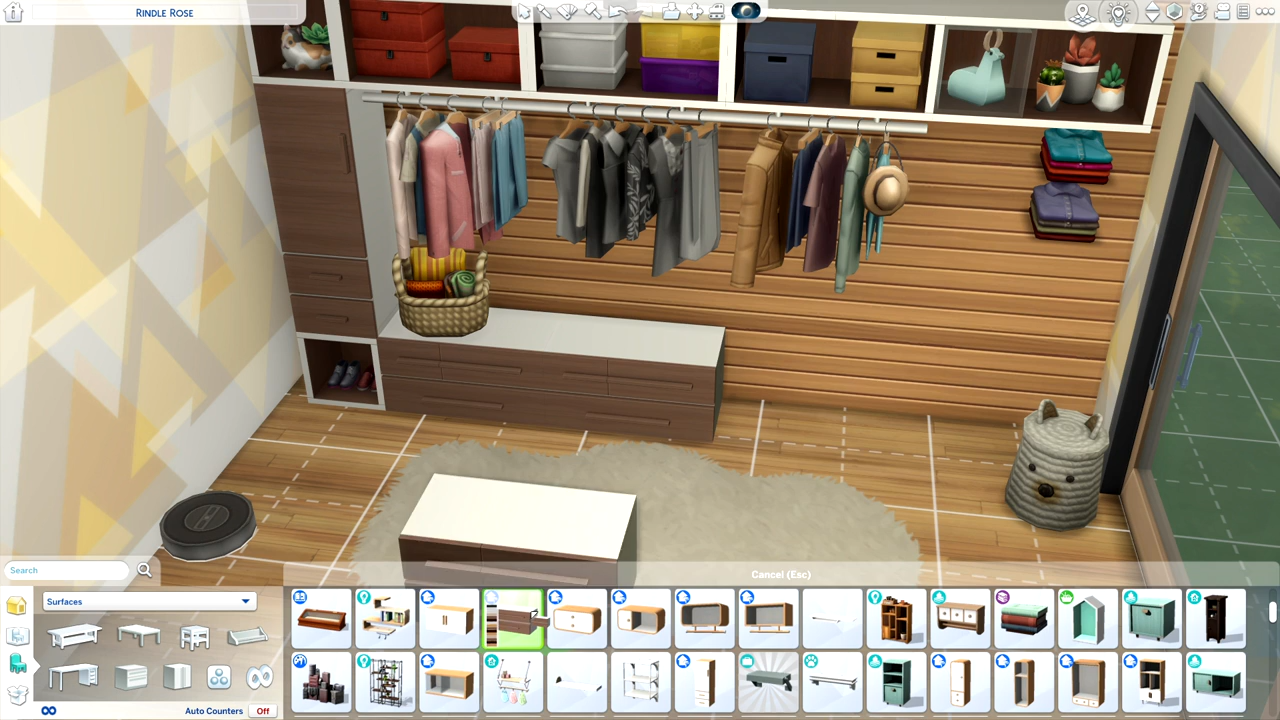 RINDLE ROSE
Cancel (Esc)
Search
Surfaces
Auto Counters Off